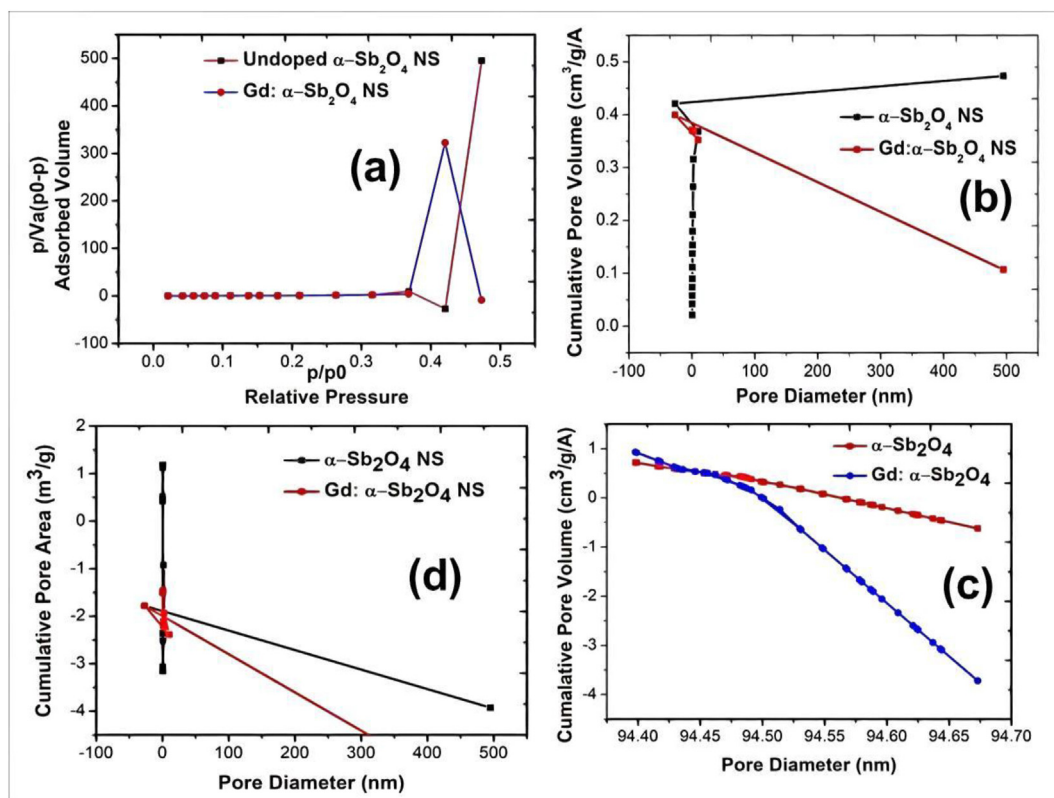 p/Va(p0-p)
Adsorbed Volume
500
400
300
200
100
0
-100
Undoped α–Sb₂O₄ NS
Gd: α–Sb₂O₄ NS
(a)
0.0 0.1 0.2 0.3 0.4 0.5
p/p0
Relative Pressure
Cumulative Pore Volume (cm³/g/A)
0.5
0.4
0.3
0.2
0.1
0.0
α–Sb₂O₄ NS
Gd:α–Sb₂O₄ NS
(b)
-100 0 100 200 300 400 500
Pore Diameter (nm)
Cumulative Pore Area (m³/g)
2
1
0
-1
-2
-3
-4
α–Sb₂O₄ NS
Gd: α–Sb₂O₄ NS
(d)
-100 0 100 200 300 400 500
Pore Diameter (nm)
Cumalative Pore Volume (cm³/g/A)
1
0
-1
-2
-3
-4
α–Sb₂O₄
Gd: α–Sb₂O₄
(c)
94.40 94.45 94.50 94.55 94.60 94.65 94.70
Pore Diameter (nm)